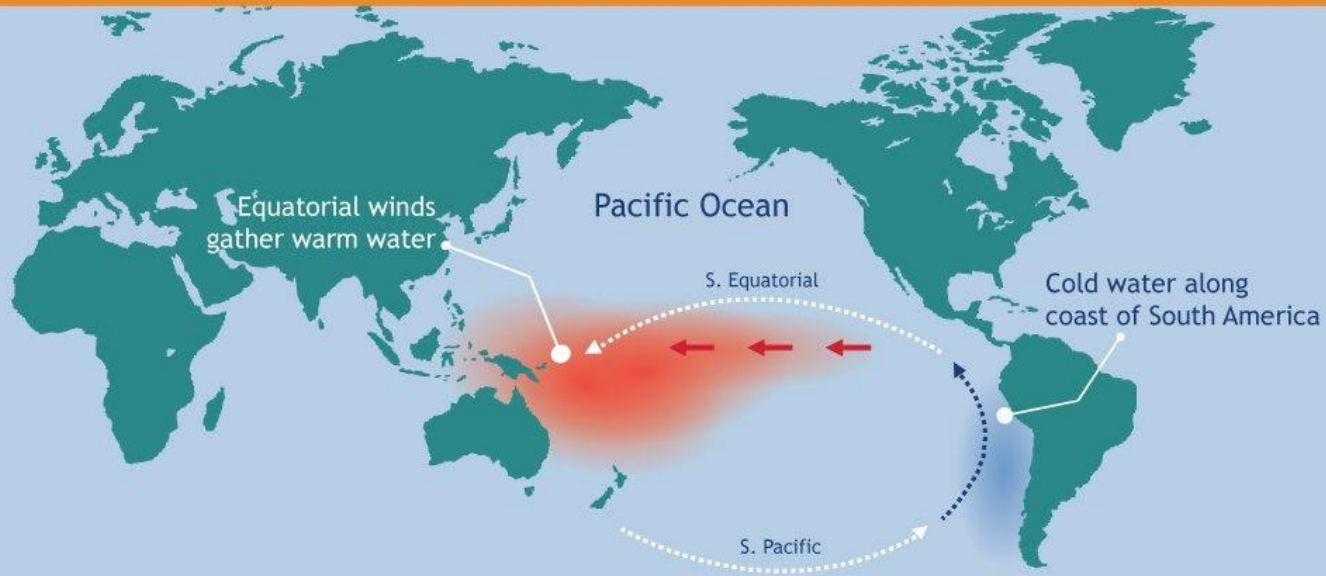 Pacific Ocean
Equatorial winds
gather warm water
S. Equatorial
Cold water along
coast of South America
S. Pacific